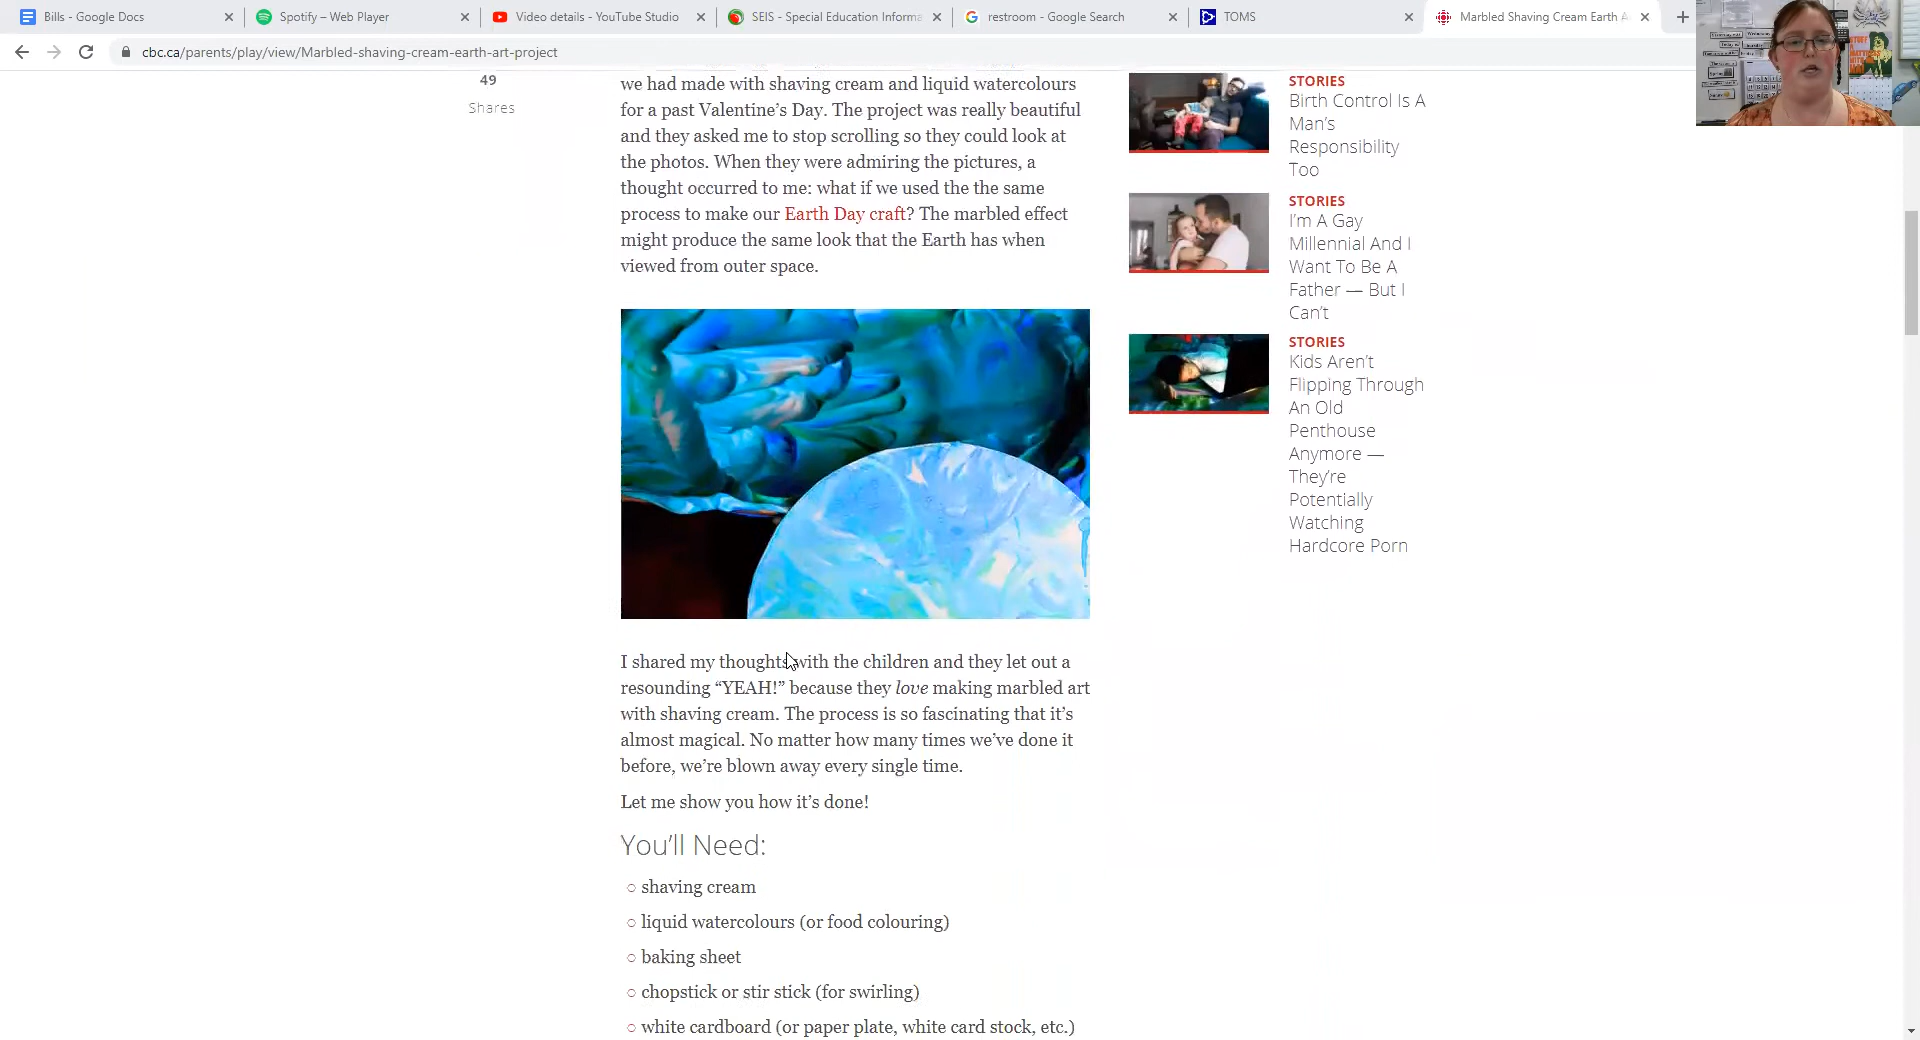 Bills - Google Docs
Spotify – Web Player
Video details - YouTube Studio
SEIS - Special Education Informa
restroom - Google Search
TOMS
Marbled Shaving Cream Earth A
cbc.ca/parents/play/view/Marbled-shaving-cream-earth-art-project
49
Shares
we had made with shaving cream and liquid watercolours
for a past Valentine’s Day. The project was really beautiful
and they asked me to stop scrolling so they could look at
the photos. When they were admiring the pictures, a
thought occurred to me: what if we used the the same
process to make our Earth Day craft? The marbled effect
might produce the same look that the Earth has when
viewed from outer space.
I shared my thoughts with the children and they let out a
resounding “YEAH!” because they love making marbled art
with shaving cream. The process is so fascinating that it’s
almost magical. No matter how many times we’ve done it
before, we’re blown away every single time.
Let me show you how it’s done!
You’ll Need:
○ shaving cream
○ liquid watercolours (or food colouring)
○ baking sheet
○ chopstick or stir stick (for swirling)
○ white cardboard (or paper plate, white card stock, etc.)
STORIES
Birth Control Is A
Man’s
Responsibility
Too
STORIES
I’m A Gay
Millennial And I
Want To Be A
Father — But I
Can’t
STORIES
Kids Aren’t
Flipping Through
An Old
Penthouse
Anymore —
They’re
Potentially
Watching
Hardcore Porn